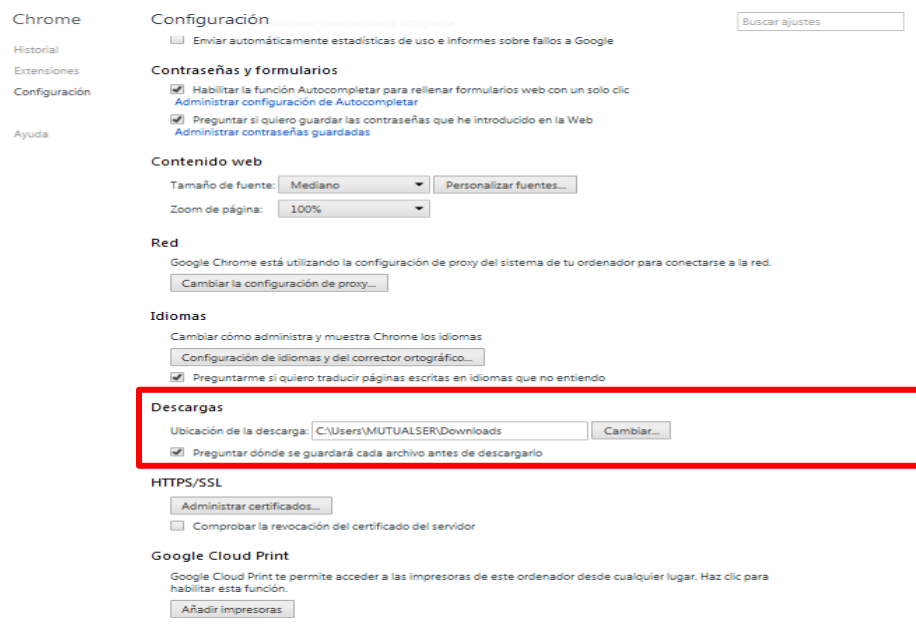 Chrome
Configuración
Buscar ajustes
Historial
Extensiones
Configuración
Ayuda
Enviar automáticamente estadísticas de uso e informes sobre fallos a Google
Contraseñas y formularios
Habilitar la función Autocompletar para rellenar formularios web con un solo clic
Administrar configuración de Autocompletar
Preguntar si quiero guardar las contraseñas que he introducido en la Web
Administrar contraseñas guardadas
Contenido web
Tamaño de fuente: Mediano Personalizar fuentes...
Zoom de página: 100%
Red
Google Chrome está utilizando la configuración de proxy del sistema de tu ordenador para conectarse a la red.
Cambiar la configuración de proxy...
Idiomas
Cambiar cómo administra y muestra Chrome los idiomas
Configuración de idiomas y del corrector ortográfico...
Preguntarme si quiero traducir páginas escritas en idiomas que no entiendo
Descargas
Ubicación de la descarga: C:\Users\MUTUALSER\Downloads Cambiar...
Preguntar dónde se guardará cada archivo antes de descargarlo
HTTPS/SSL
Administrar certificados...
Comprobar la revocación del certificado del servidor
Google Cloud Print
Google Cloud Print te permite acceder a las impresoras de este ordenador desde cualquier lugar. Haz clic para
habilitar esta función.
Añadir impresoras